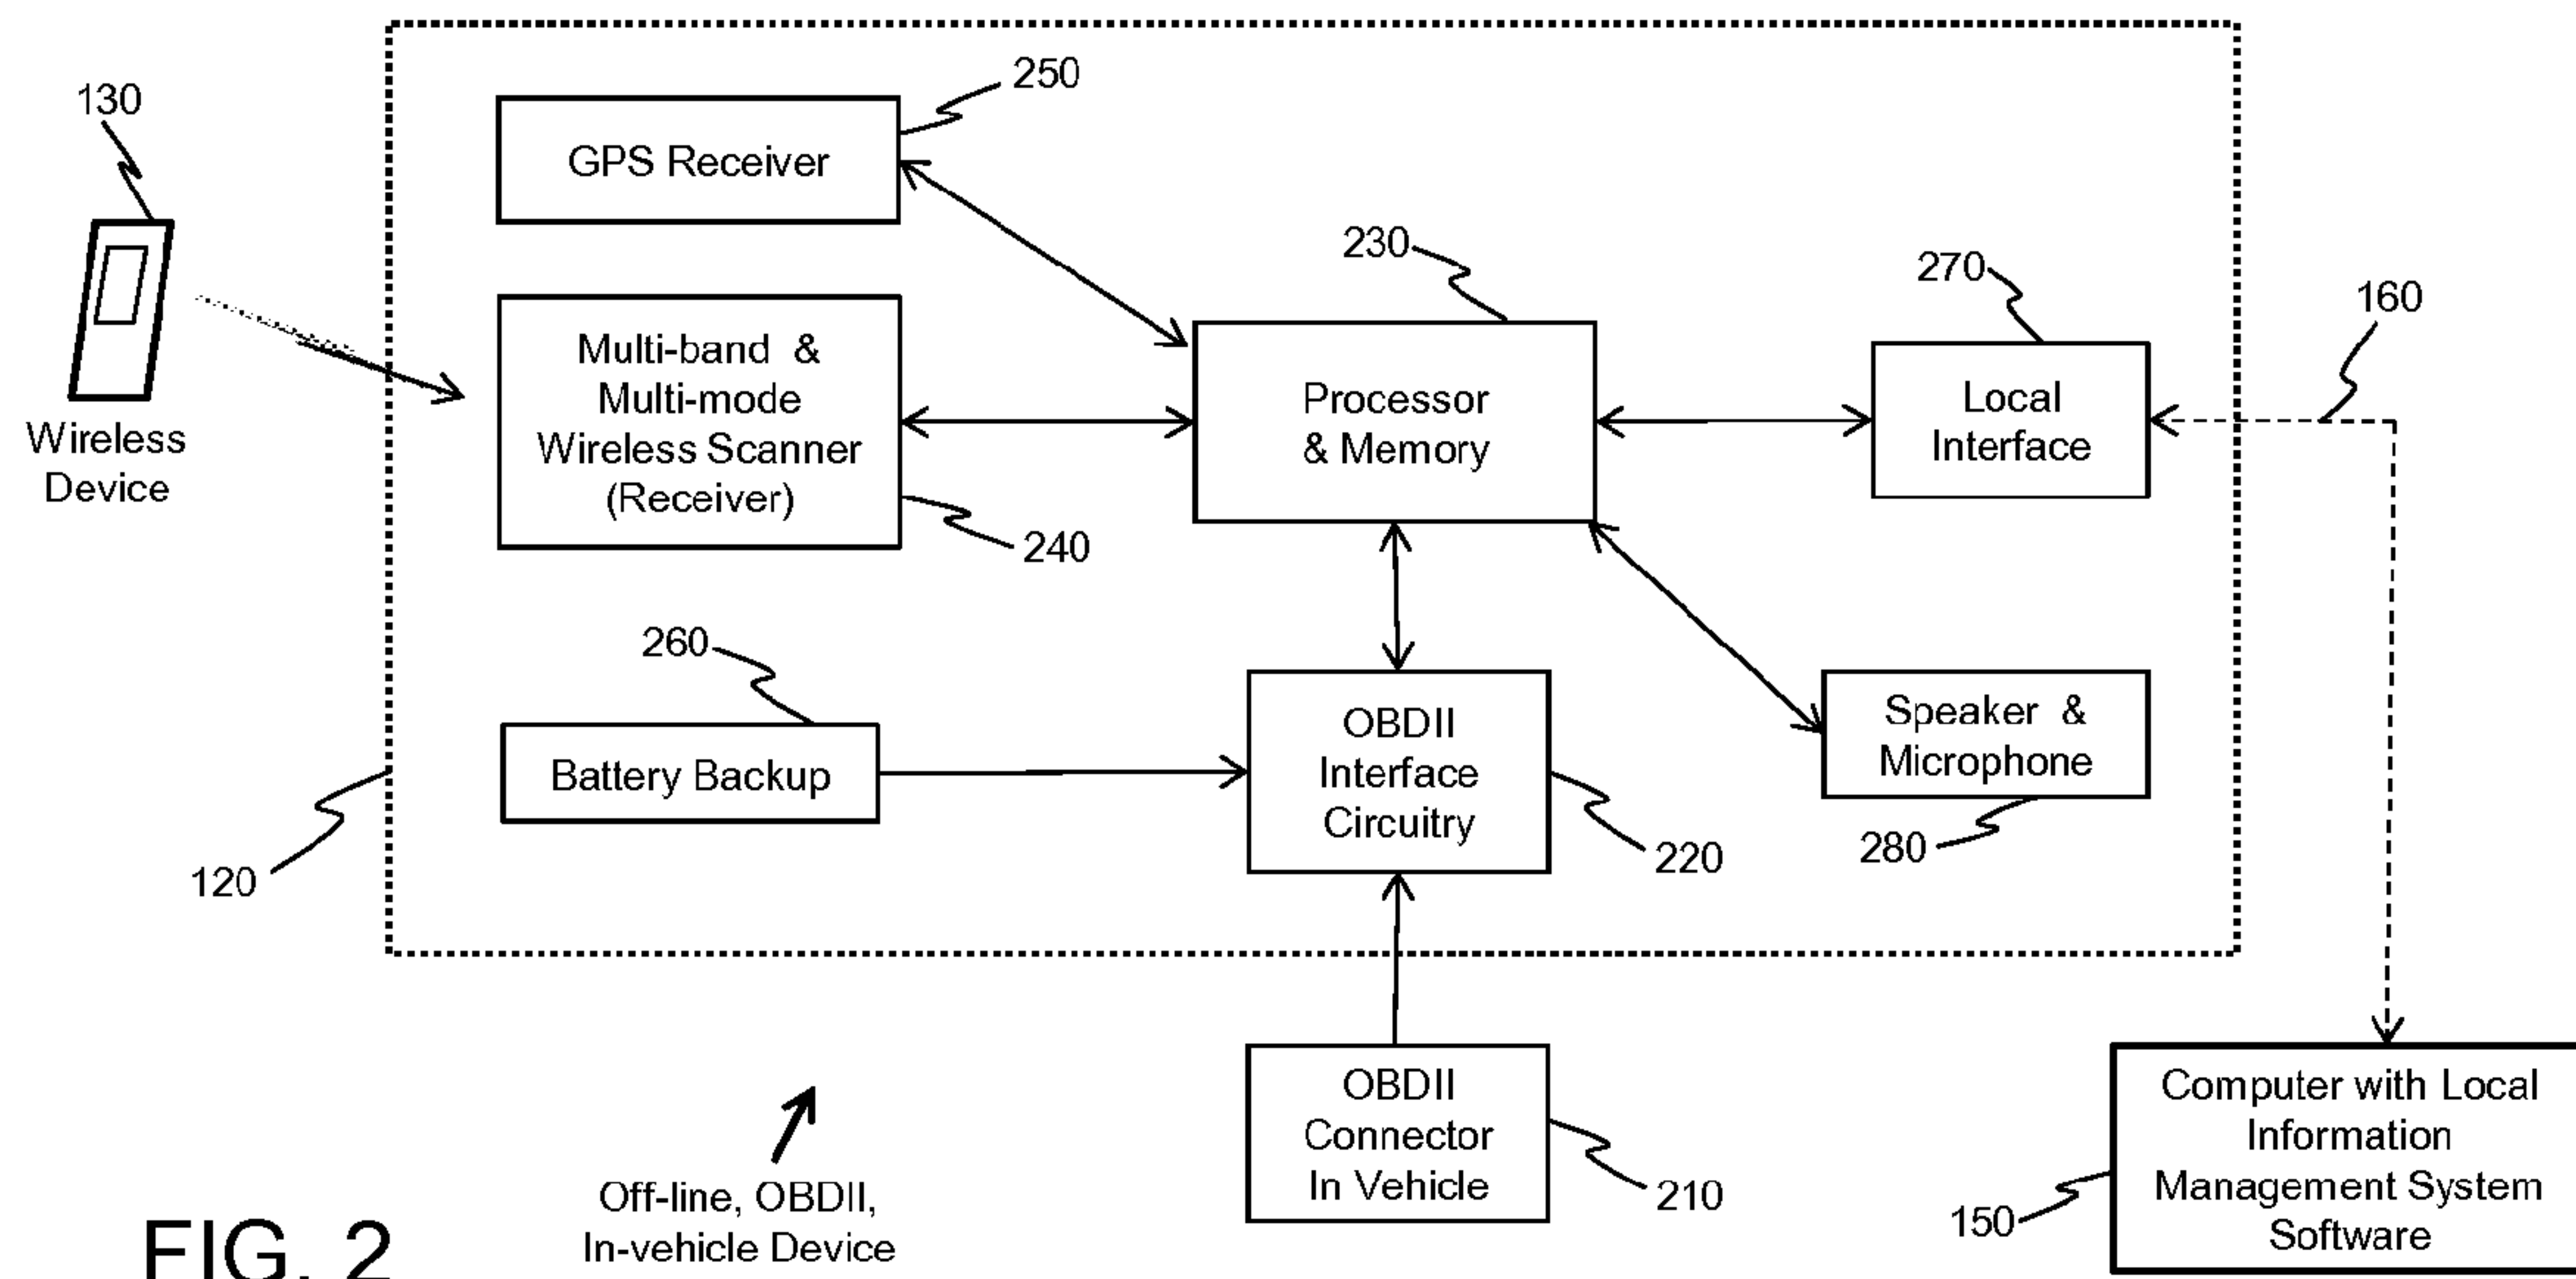 130
Wireless
Device
250
GPS Receiver
Multi-band &
Multi-mode
Wireless Scanner
(Receiver)
240
230
Processor
& Memory
270
Local
Interface
160
260
Battery Backup
120
OBDII
Interface
Circuitry
220
Speaker &
Microphone
280
OBDII
Connector
In Vehicle
210
Computer with Local
Information
Management System
Software
150
Off-line, OBDII,
In-vehicle Device
FIG. 2